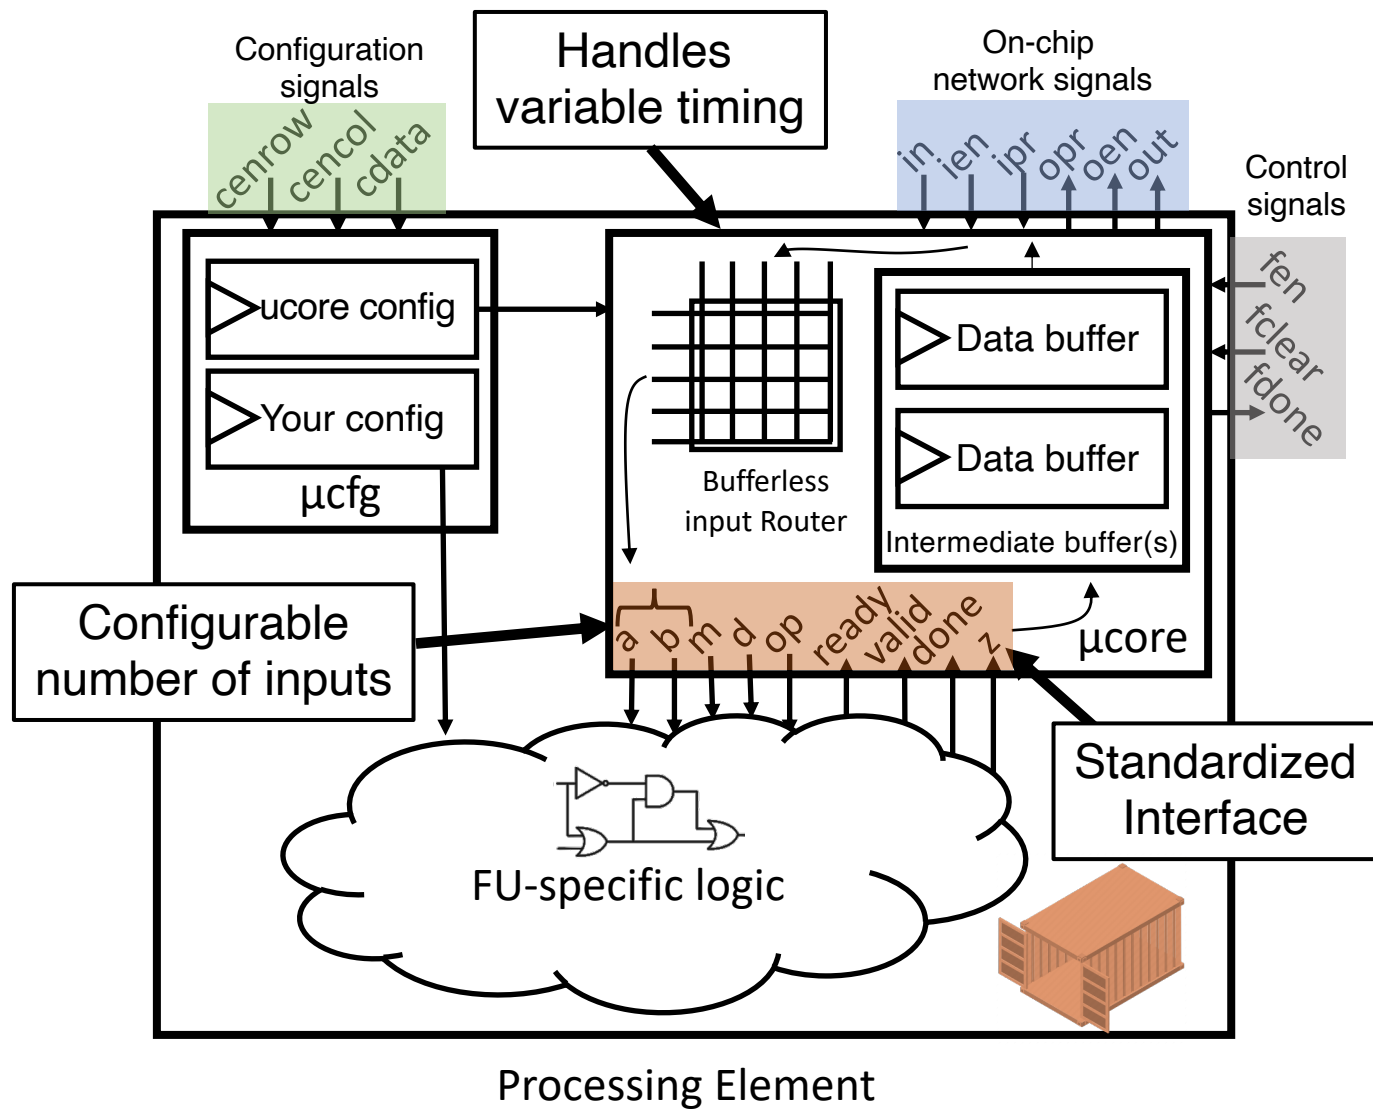 Configuration
signals
Handles
variable timing
On-chip
network signals
cenrow
cencol
cdata
in
ien
ipr
opr
oen
out
Control
signals
fen
fclear
fdone
ucore config
Your config
µcfg
Data buffer
Data buffer
Bufferless
input Router
Intermediate buffer(s)
Configurable
number of inputs
a
b
m
d
op
ready
valid
done
z
µcore
Standardized
Interface
FU-specific logic
Processing Element